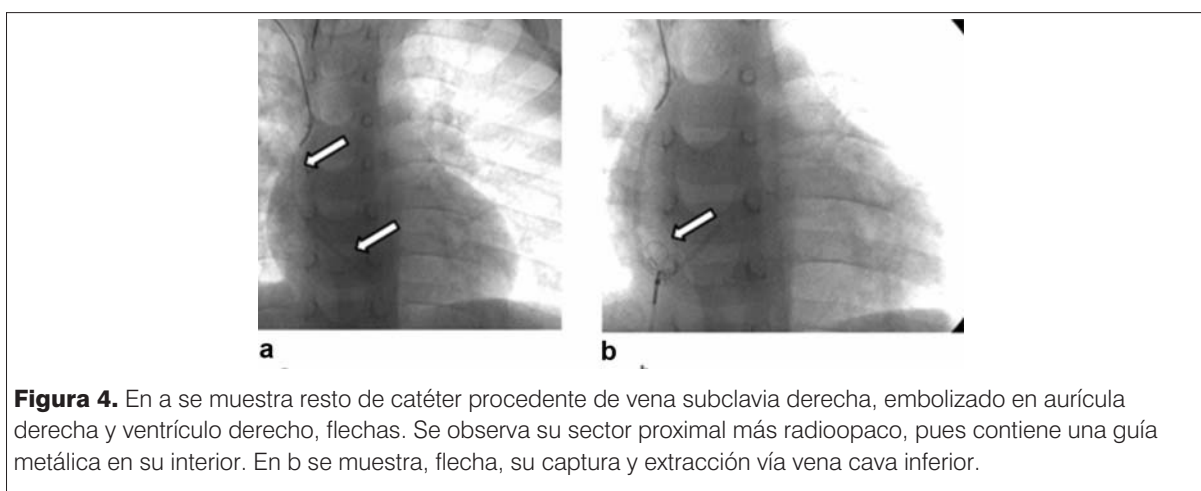 a
b
Figura 4. En a se muestra resto de catéter procedente de vena subclavia derecha, embolizado en aurícula
derecha y ventrículo derecho, flechas. Se observa su sector proximal más radioopaco, pues contiene una guía
metálica en su interior. En b se muestra, flecha, su captura y extracción vía vena cava inferior.